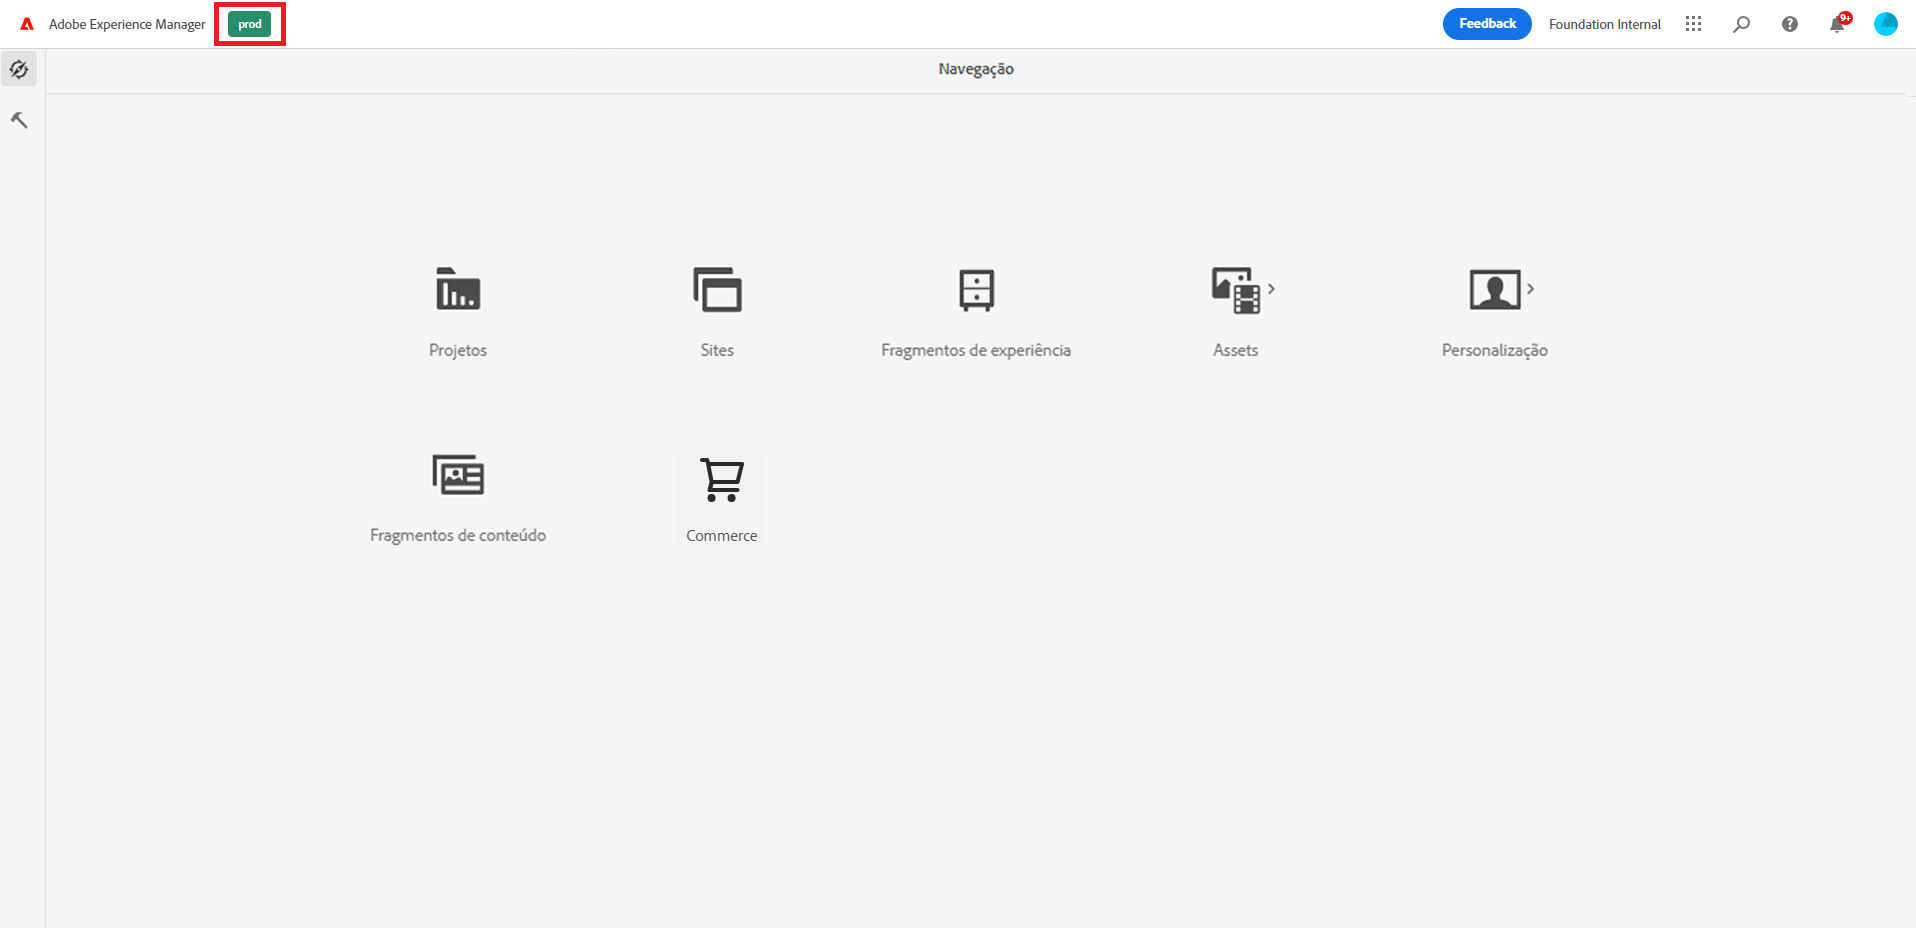 Adobe Experience Manager prod Feedback Foundation Internal 9+
Navegação
Projetos Sites Fragmentos de experiência Assets Personalização
Fragmentos de conteúdo Commerce